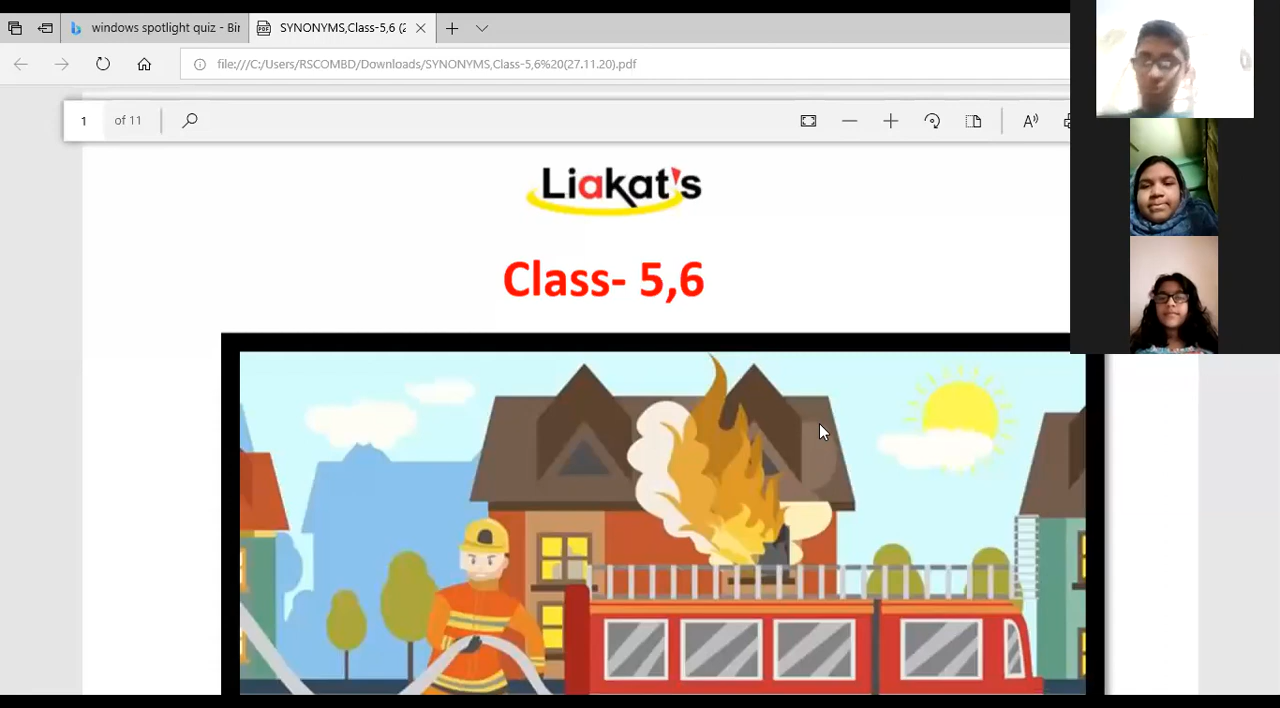 windows spotlight quiz - Bir
SYNONYMS,Class-5,6 (2
file:///C:/Users/RSCOMBD/Downloads/SYNONYMS,Class-5,6%20(27.11.20).pdf
1 of 11
Liakat's
Class- 5,6